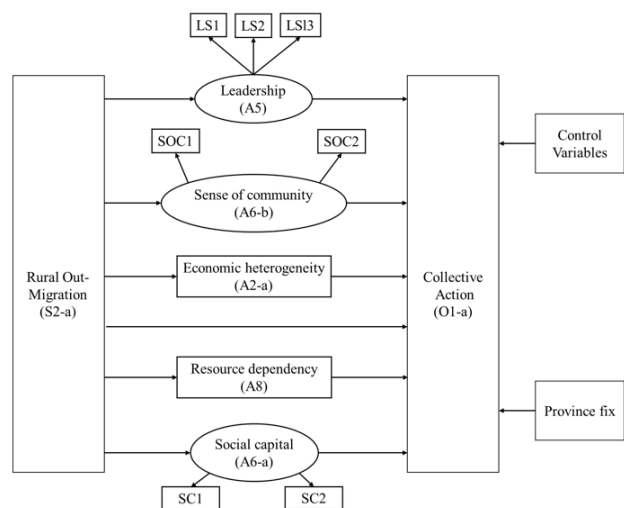 LS1 LS2 LSl3
Leadership
(A5)
SOC1 SOC2
Control
Variables
Sense of community
(A6-b)
Rural Out-
Migration
(S2-a)
Economic heterogeneity
(A2-a)
Collective
Action
(O1-a)
Resource dependency
(A8)
Province fix
Social capital
(A6-a)
SC1 SC2